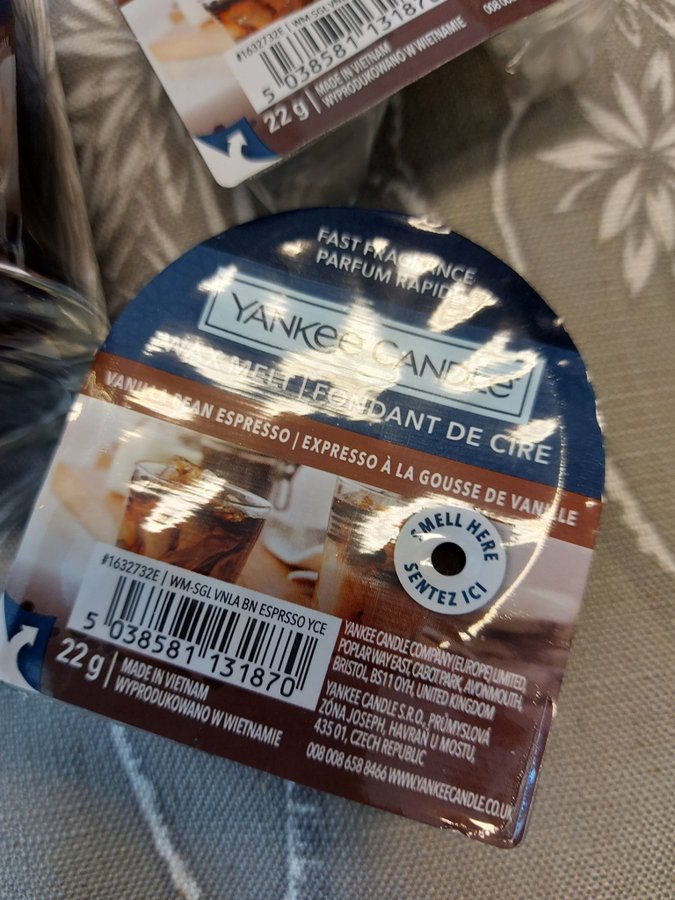 #1632732E | WM-SGL VNLA
5 038581 131870
22 g | MADE IN VIETNAM
WYPRODUKOWANO W WIETNAMIE
FAST FRAGRANCE
PARFUM RAPIDE
YANKEE CANDLE
WAX MELT | FONDANT DE CIRE
VANILLA BEAN ESPRESSO | EXPRESSO À LA GOUSSE DE VANILLE
SMELL HERE
SENTEZ ICI
#1632732E | WM-SGL VNLA BN ESPRSSO YCE
5 038581 131870
22 g | MADE IN VIETNAM
WYPRODUKOWANO W WIETNAMIE
YANKEE CANDLE COMPANY (EUROPE) LIMITED,
POPLAR WAY EAST, CABOT PARK, AVONMOUTH,
BRISTOL, BS11 0YH, UNITED KINGDOM
YANKEE CANDLE S.R.O., PRŮMYSLOVÁ
ZÓNA JOSEPH, HAVRAŇ U MOSTU,
435 01, CZECH REPUBLIC
008 008 658 8466 WWW.YANKEECANDLE.CO.UK